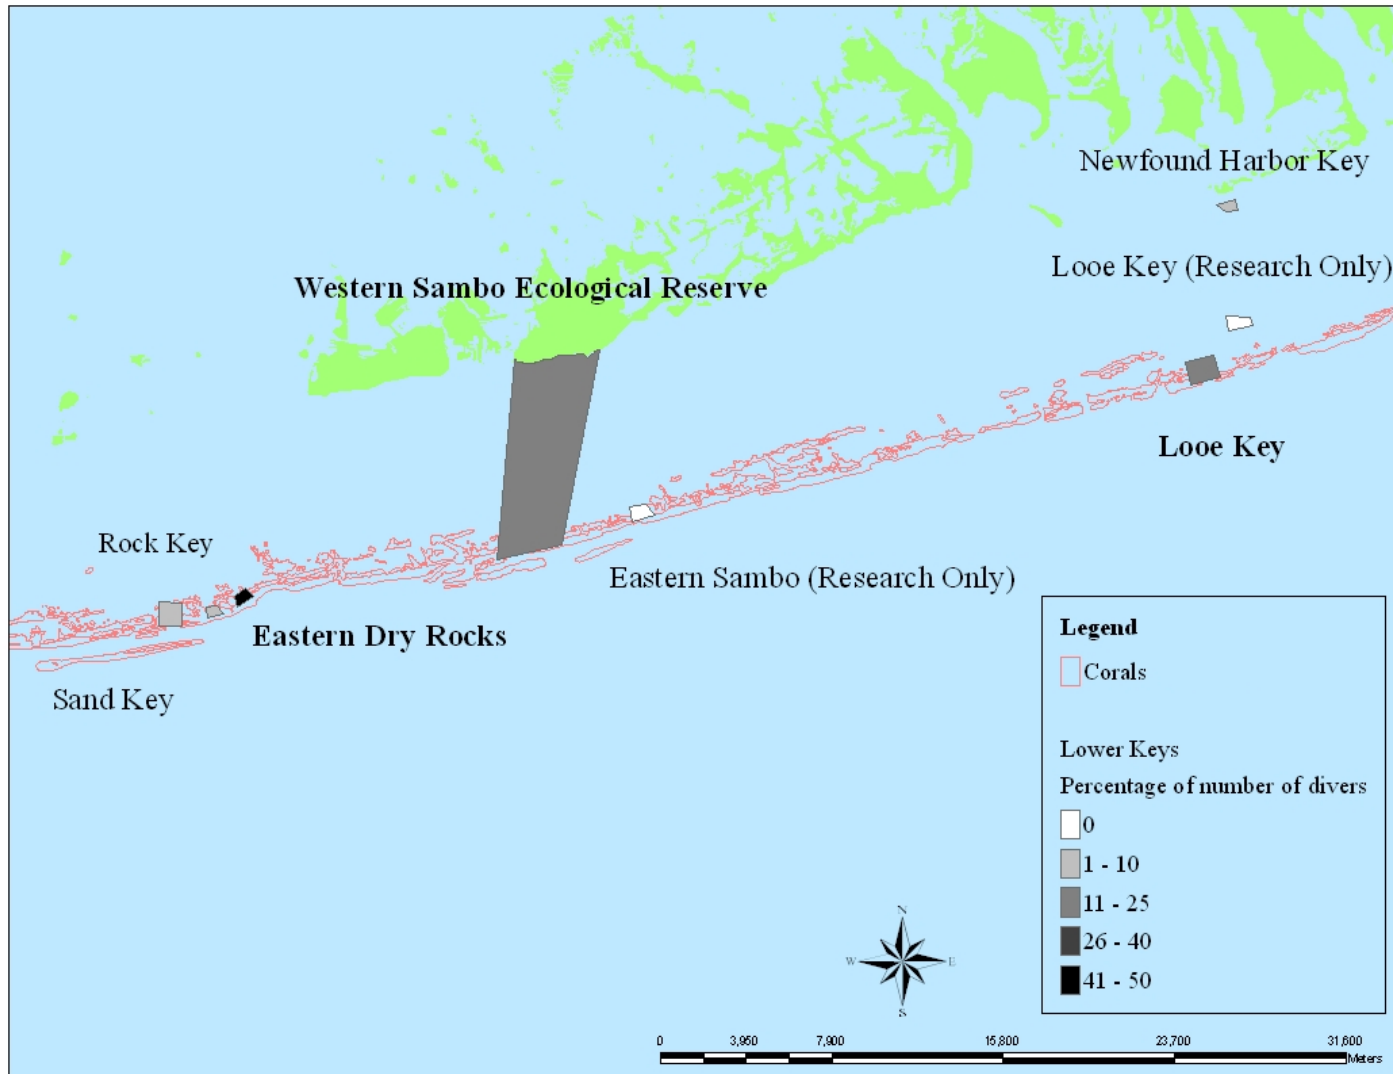 Newfound Harbor Key
Looe Key (Research Only)
Western Sambo Ecological Reserve
Looe Key
Rock Key
Eastern Sambo (Research Only)
Eastern Dry Rocks
Sand Key
Legend
Corals
Lower Keys
Percentage of number of divers
0
1 - 10
11 - 25
26 - 40
41 - 50
N
W E
S
0 3,950 7,900 15,800 23,700 31,600
Meters